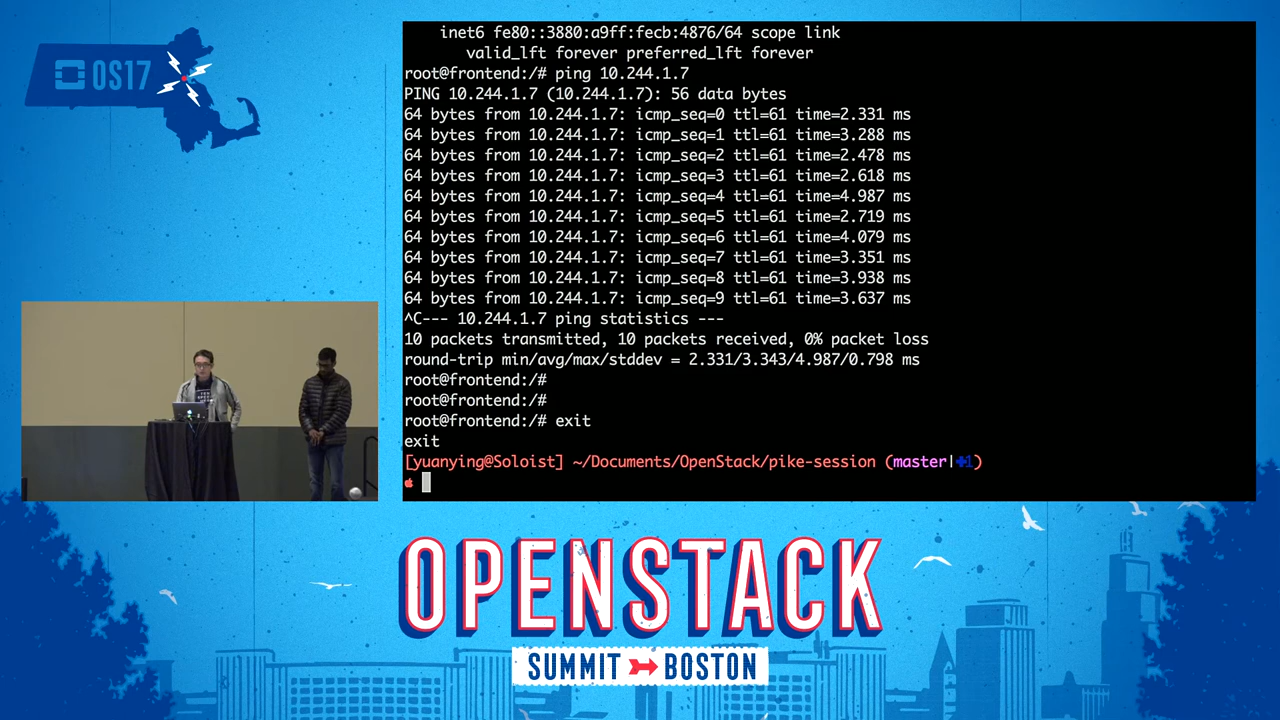 OS17
inet6 fe80::3880:a9ff:fecb:4876/64 scope link
valid_lft forever preferred_lft forever
root@frontend:/# ping 10.244.1.7
PING 10.244.1.7 (10.244.1.7): 56 data bytes
64 bytes from 10.244.1.7: icmp_seq=0 ttl=61 time=2.331 ms
64 bytes from 10.244.1.7: icmp_seq=1 ttl=61 time=3.288 ms
64 bytes from 10.244.1.7: icmp_seq=2 ttl=61 time=2.478 ms
64 bytes from 10.244.1.7: icmp_seq=3 ttl=61 time=2.618 ms
64 bytes from 10.244.1.7: icmp_seq=4 ttl=61 time=4.987 ms
64 bytes from 10.244.1.7: icmp_seq=5 ttl=61 time=2.719 ms
64 bytes from 10.244.1.7: icmp_seq=6 ttl=61 time=4.079 ms
64 bytes from 10.244.1.7: icmp_seq=7 ttl=61 time=3.351 ms
64 bytes from 10.244.1.7: icmp_seq=8 ttl=61 time=3.938 ms
64 bytes from 10.244.1.7: icmp_seq=9 ttl=61 time=3.637 ms
^C--- 10.244.1.7 ping statistics ---
10 packets transmitted, 10 packets received, 0% packet loss
round-trip min/avg/max/stddev = 2.331/3.343/4.987/0.798 ms
root@frontend:/#
root@frontend:/#
root@frontend:/# exit
exit
[yuanying@Soloist] ~/Documents/OpenStack/pike-session (master|✚1)
OPENSTACK
SUMMIT BOSTON